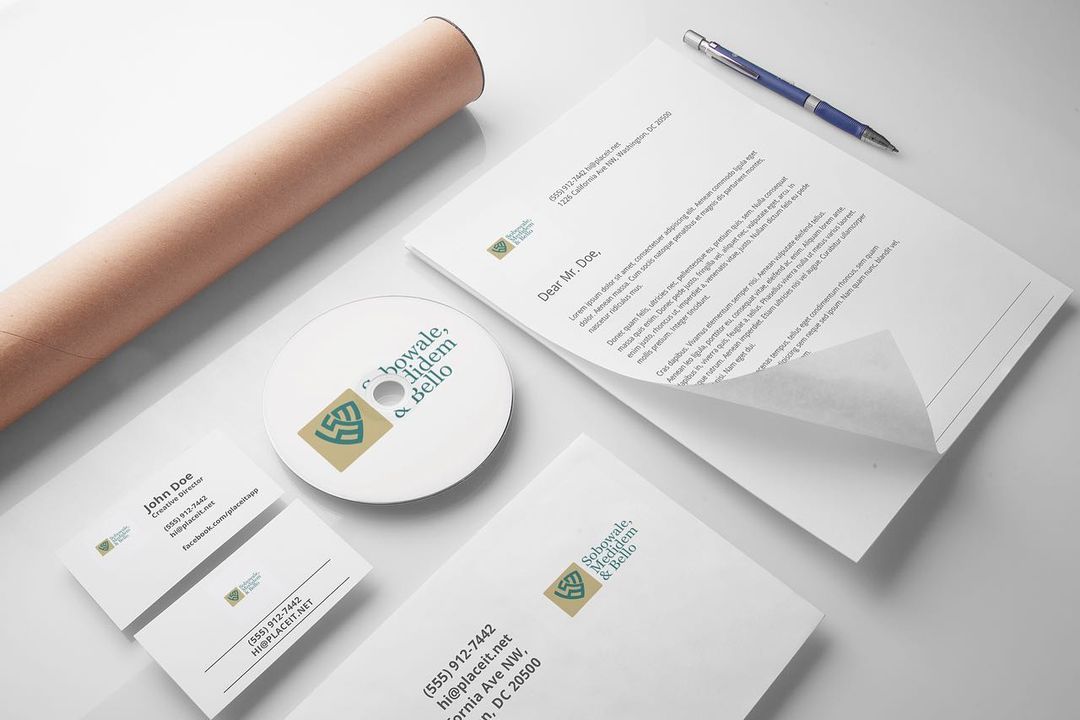 (555) 912-7442 hi@placeit.net
1226 California Ave NW, Washington, DC 20500
Sobowale,
Medidem
& Bello
Dear Mr. Doe,
Lorem ipsum dolor sit amet, consectetuer adipiscing elit. Aenean commodo ligula eget
dolor. Aenean massa. Cum sociis natoque penatibus et magnis dis parturient montes,
nascetur ridiculus mus.
Donec quam felis, ultricies nec, pellentesque eu, pretium quis, sem. Nulla consequat
massa quis enim. Donec pede justo, fringilla vel, aliquet nec, vulputate eget, arcu. In
enim justo, rhoncus ut, imperdiet a, venenatis vitae, justo. Nullam dictum felis eu pede
mollis pretium. Integer tincidunt.
Cras dapibus. Vivamus elementum semper nisi. Aenean vulputate eleifend tellus.
Aenean leo ligula, porttitor eu, consequat vitae, eleifend ac, enim. Aliquam lorem ante,
dapibus in, viverra quis, feugiat a, tellus. Phasellus viverra nulla ut metus varius laoreet.
que rutrum. Aenean imperdiet. Etiam ultricies nisi vel augue. Curabitur ullamcorper
nisi. Nam eget dui.
cenas tempus, tellus eget condimentum rhoncus, sem quam
dipiscing sem neque sed ipsum. Nam quam nunc, blandit vel,
Sobowale,
Medidem
& Bello
John Doe
Creative Director
(555) 912-7442
hi@placeit.net
facebook.com/placeitapp
Sobowale,
Medidem
& Bello
Sobowale,
Medidem
& Bello
(555) 912-7442
HI@PLACEIT.NET
Sobowale,
Medidem
& Bello
(555) 912-7442
hi@placeit.net
fornia Ave NW,
n, DC 20500